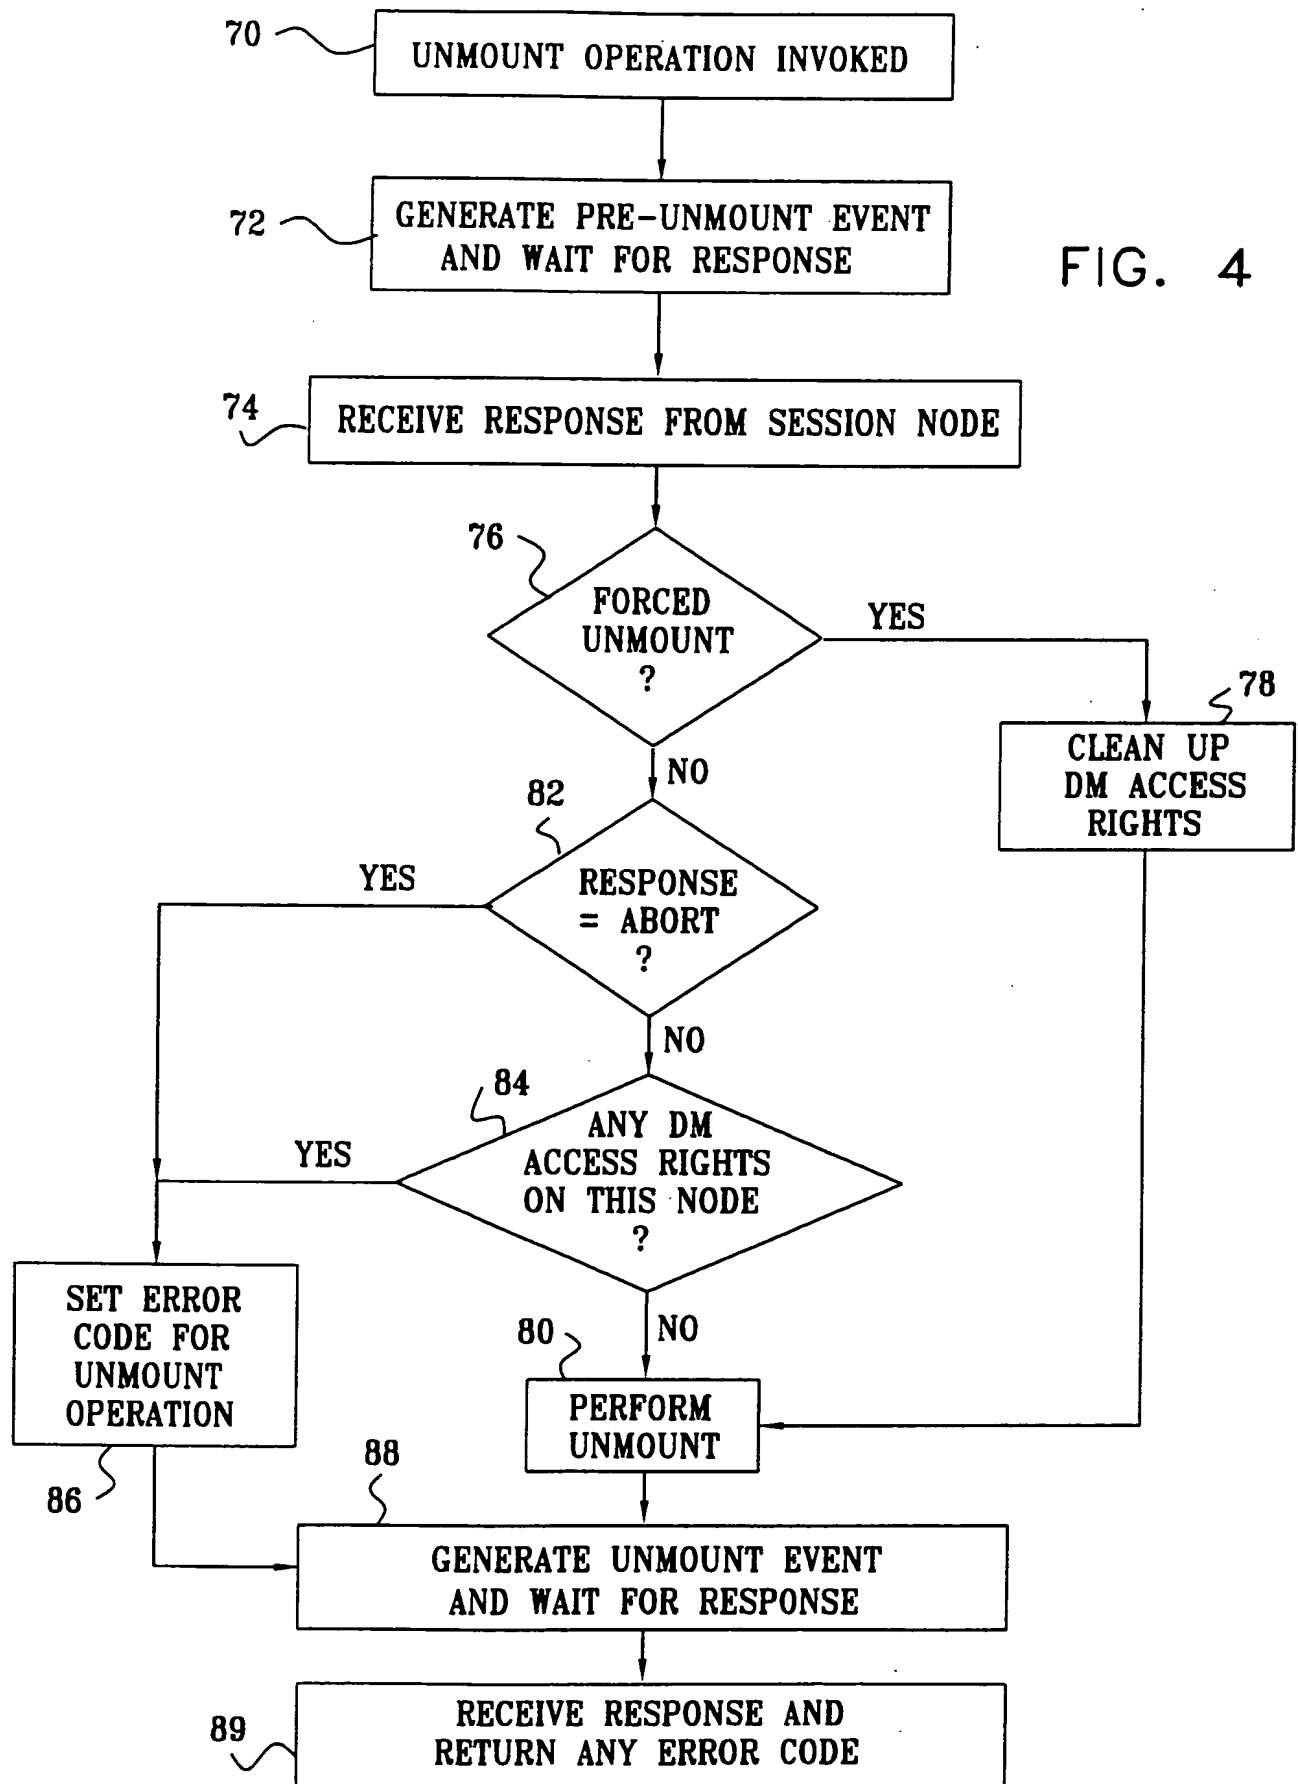 70
UNMOUNT OPERATION INVOKED
72
GENERATE PRE-UNMOUNT EVENT
AND WAIT FOR RESPONSE
FIG. 4
74
RECEIVE RESPONSE FROM SESSION NODE
76
FORCED
UNMOUNT
?
YES
NO
78
CLEAN UP
DM ACCESS
RIGHTS
82
RESPONSE
= ABORT
?
YES
NO
84
ANY DM
ACCESS RIGHTS
ON THIS NODE
?
YES
NO
SET ERROR
CODE FOR
UNMOUNT
OPERATION
86
80
PERFORM
UNMOUNT
88
GENERATE UNMOUNT EVENT
AND WAIT FOR RESPONSE
89
RECEIVE RESPONSE AND
RETURN ANY ERROR CODE